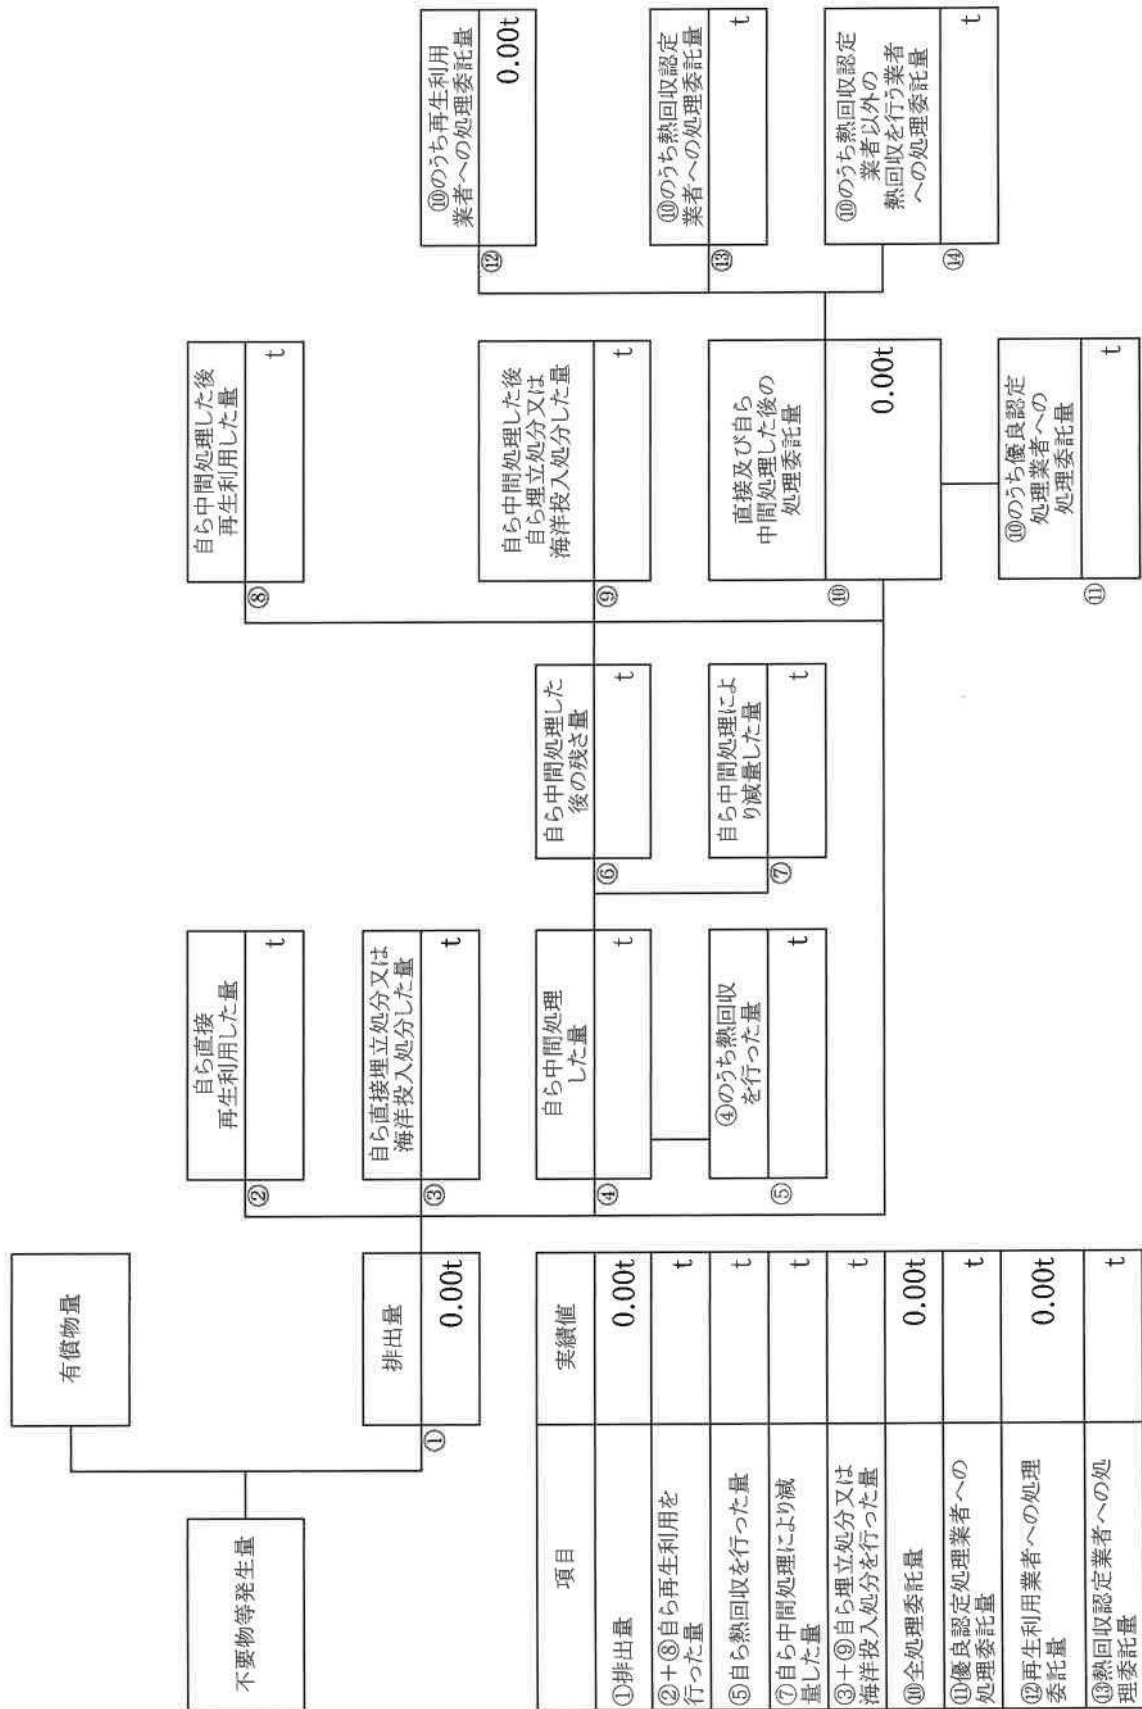 不要物等発生量
有償物量
①
排出量
0.00t
②
自ら直接
再生利用した量
t
③
自ら直接埋立処分又は
海洋投入処分した量
t
④
自ら中間処理
した量
t
⑤
④のうち熱回収
を行った量
t
⑥
自ら中間処理した
後の残さ量
t
⑦
自ら中間処理によ
り減量した量
t
⑧
自ら中間処理した後
再生利用した量
t
⑨
自ら中間処理した後
自ら埋立処分又は
海洋投入処分した量
t
⑩
直接及び自ら
中間処理した後の
処理委託量
0.00t
⑪
⑩のうち優良認定
処理業者への
処理委託量
t
⑫
⑩のうち再生利用
業者への処理委託量
0.00t
⑬
⑩のうち熱回収認定
業者への処理委託量
t
⑭
⑩のうち熱回収認定
業者以外の
熱回収を行う業者
への処理委託量
t
項目 実績値
①排出量 0.00t
②+⑧自ら再生利用を
行った量 t
⑤自ら熱回収を行った量 t
⑦自ら中間処理により減
量した量 t
③+⑨自ら埋立処分又は
海洋投入処分を行った量 t
⑩全処理委託量 0.00t
⑪優良認定処理業者への
処理委託量 t
⑫再生利用業者への処理
委託量 0.00t
⑬熱回収認定業者への処
理委託量 t